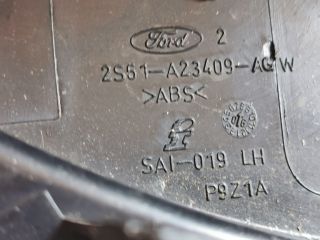 Ford 2
2S51-A23409-AGW
>ABS<
SAI-019 LH
P9Z1A